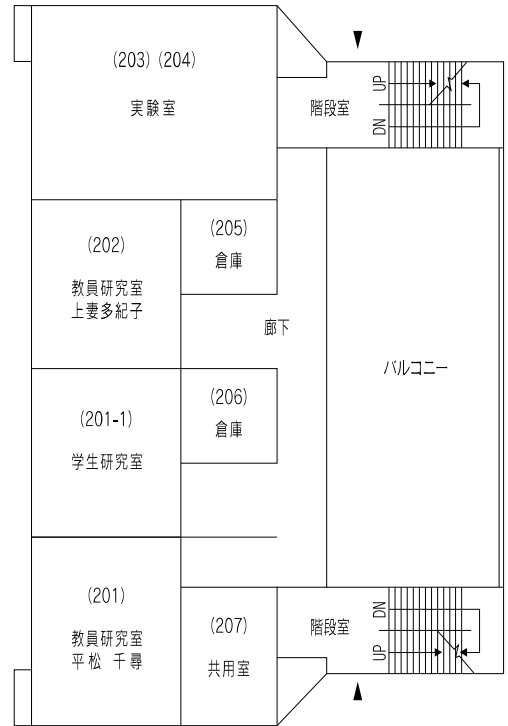 (203) (204)
実験室
階段室
UP
DN
(202)
教員研究室
上妻多紀子
(205)
倉庫
廊下
バルコニー
(201-1)
学生研究室
(206)
倉庫
(201)
教員研究室
平松 千尋
(207)
共用室
階段室
DN
UP